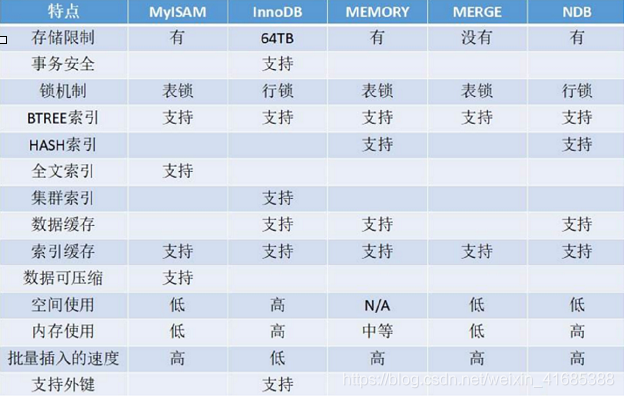 特点 MyISAM InnoDB MEMORY MERGE NDB
存储限制 有 64TB 有 没有 有
事务安全 支持
锁机制 表锁 行锁 表锁 表锁 行锁
BTREE索引 支持 支持 支持 支持 支持
HASH索引 支持 支持
全文索引 支持
集群索引 支持
数据缓存 支持 支持 支持
索引缓存 支持 支持 支持 支持 支持
数据可压缩 支持
空间使用 低 高 N/A 低 低
内存使用 低 高 中等 低 高
批量插入的速度 高 低 高 高 高
支持外键 支持
https://blog.csdn.net/weixin_41685388